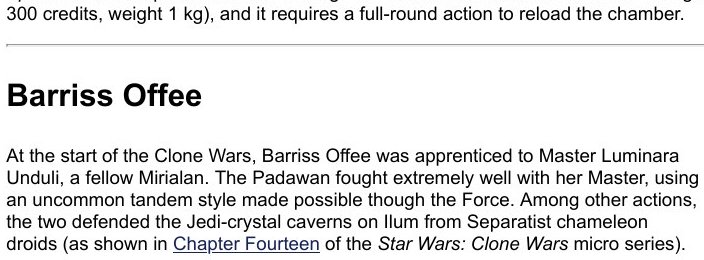 300 credits, weight 1 kg), and it requires a full-round action to reload the chamber.
Barriss Offee
At the start of the Clone Wars, Barriss Offee was apprenticed to Master Luminara
Unduli, a fellow Mirialan. The Padawan fought extremely well with her Master, using
an uncommon tandem style made possible though the Force. Among other actions,
the two defended the Jedi-crystal caverns on Ilum from Separatist chameleon
droids (as shown in Chapter Fourteen of the Star Wars: Clone Wars micro series).